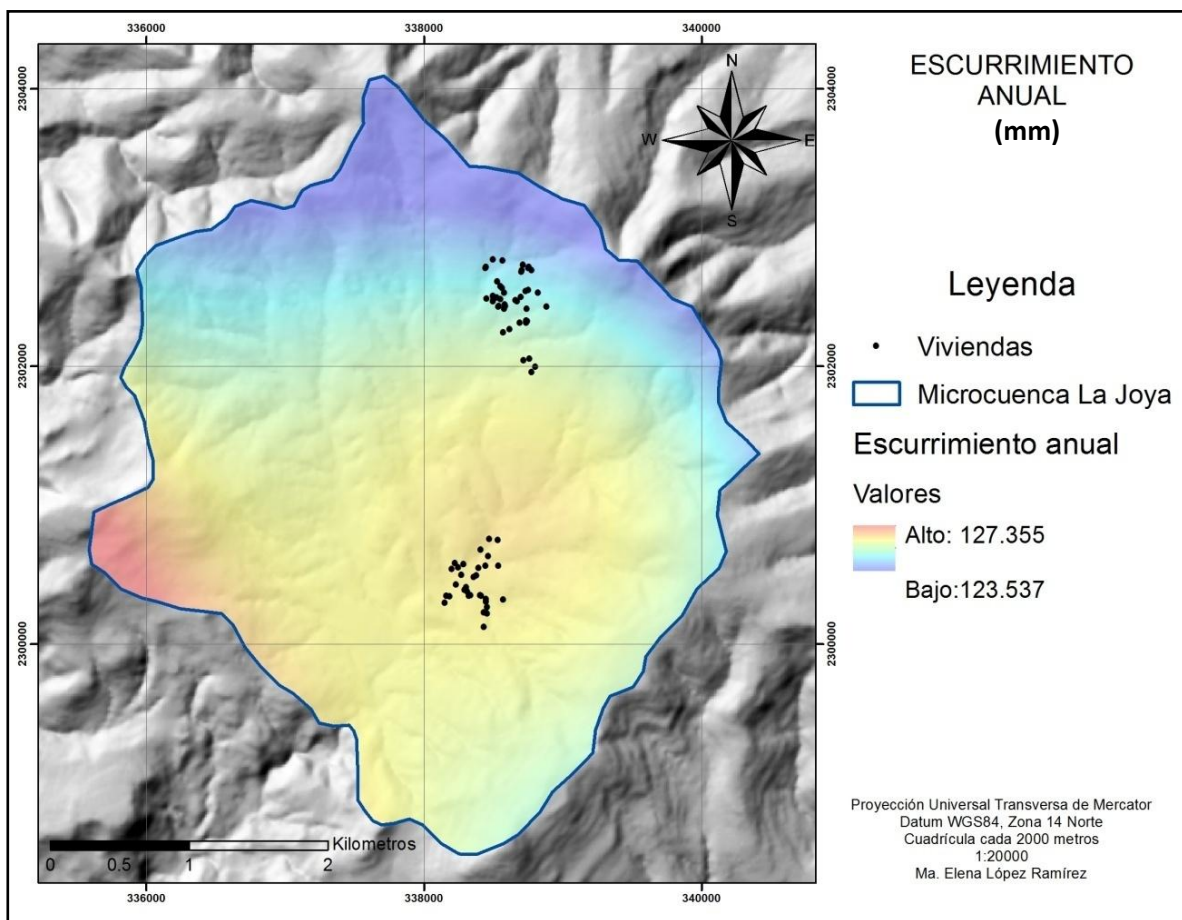 336000
338000
340000
2304000
2304000
2302000
2302000
2300000
2300000
336000
338000
340000
0
0.5
1
2
Kilometros
ESCURRIMIENTO
ANUAL
(mm)
N
W
E
S
Leyenda
Viviendas
Microcuenca La Joya
Escurrimiento anual
Valores
Alto: 127.355
Bajo:123.537
Proyección Universal Transversa de Mercator
Datum WGS84, Zona 14 Norte
Cuadrícula cada 2000 metros
1:20000
Ma. Elena López Ramírez